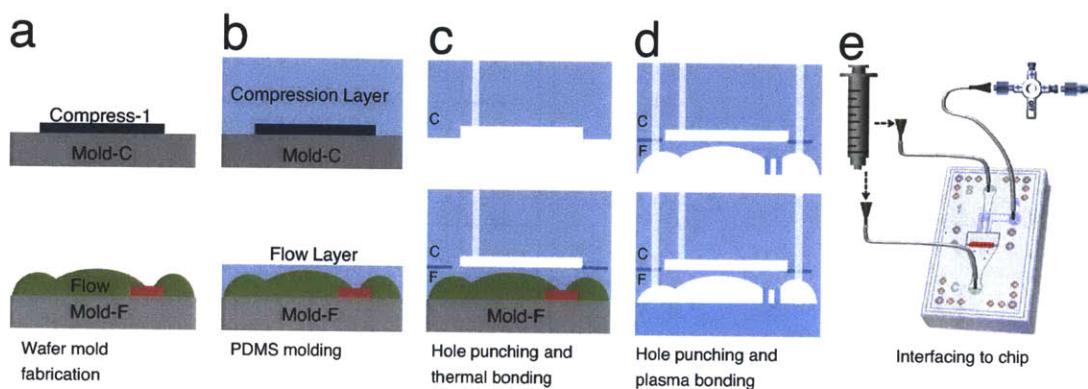 a
b
c
d
e
Compress-1
Mold-C
Compression Layer
Mold-C
C
C
F
Flow
Mold-F
Flow Layer
Mold-F
C
F
Mold-F
C
F
Wafer mold
fabrication
PDMS molding
Hole punching and
thermal bonding
Hole punching and
plasma bonding
Interfacing to chip